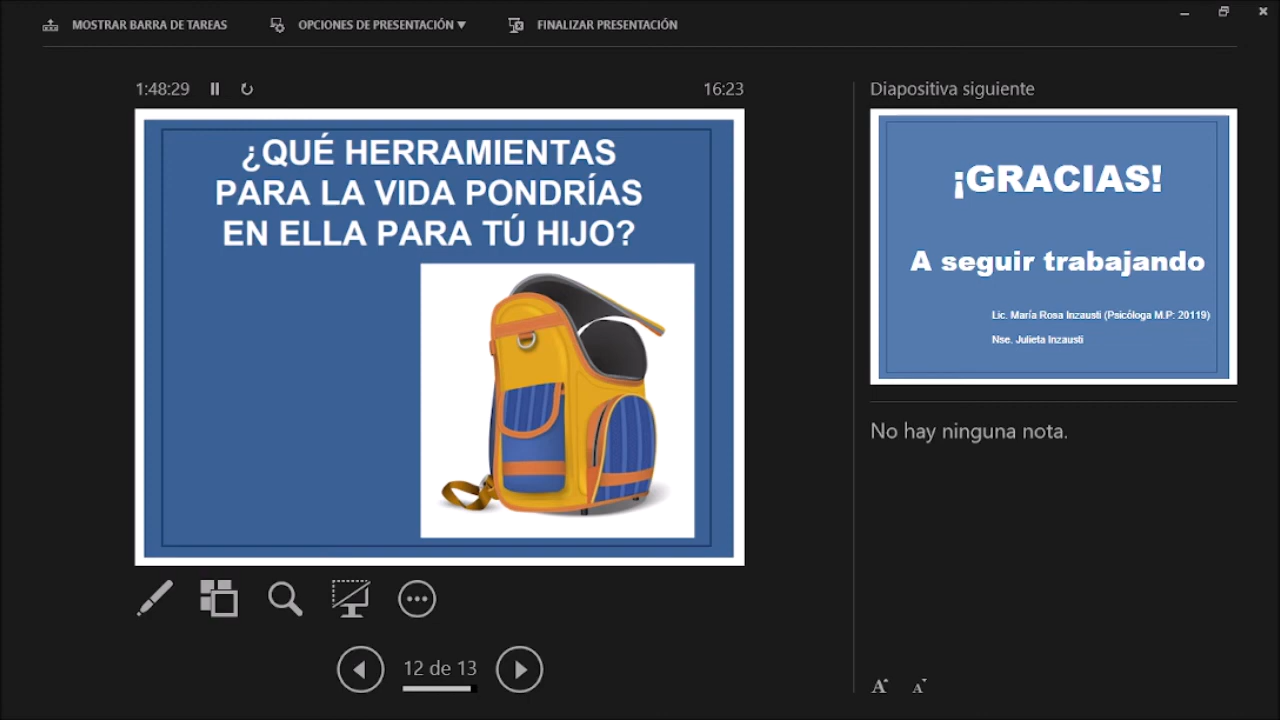 MOSTRAR BARRA DE TAREAS
OPCIONES DE PRESENTACIÓN ▼
FINALIZAR PRESENTACIÓN
1:48:29
16:23
¿QUÉ HERRAMIENTAS
PARA LA VIDA PONDRÍAS
EN ELLA PARA TÚ HIJO?
12 de 13
Diapositiva siguiente
¡GRACIAS!
A seguir trabajando
Lic. María Rosa Inzausti (Psicóloga M.P: 20119)
Nse. Julieta Inzausti
No hay ninguna nota.
A A